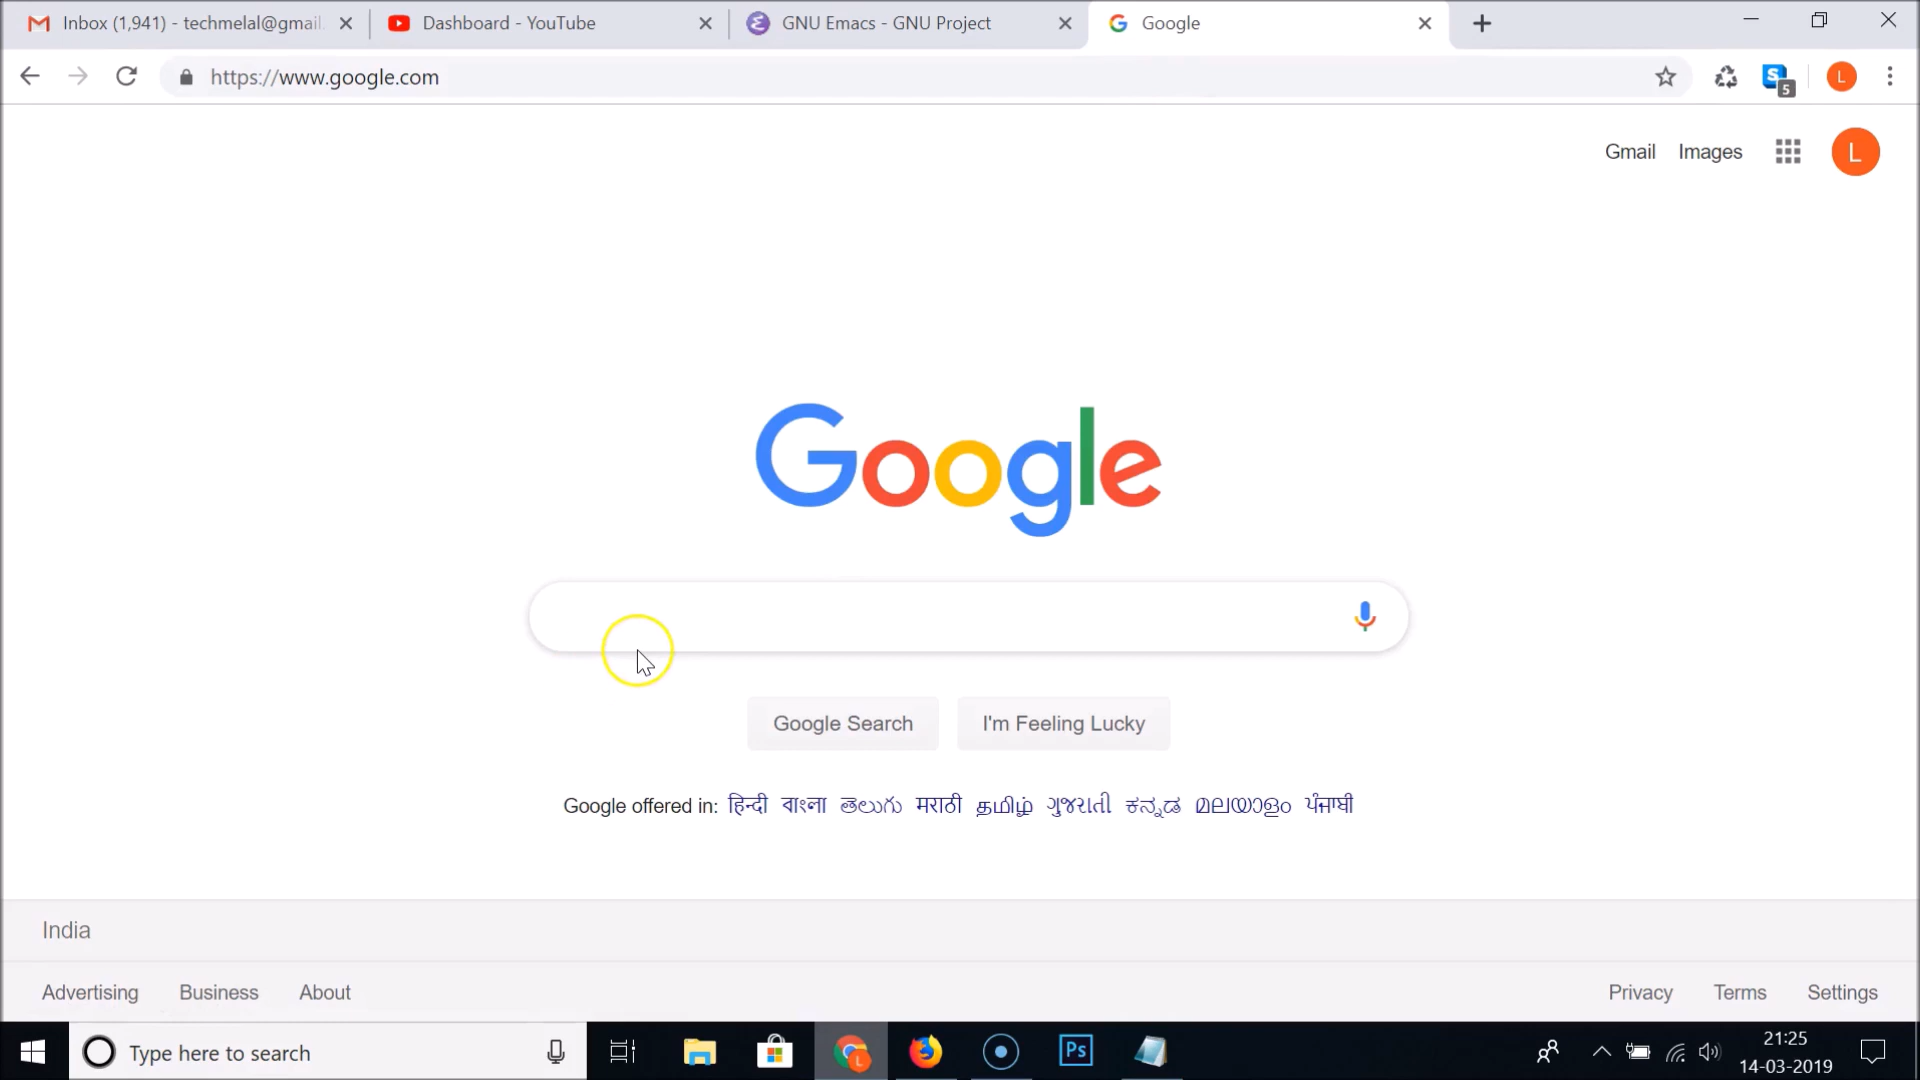 Inbox (1,941) - techmelal@gmail.
Dashboard - YouTube
GNU Emacs - GNU Project
Google
https://www.google.com
S 5
L
Gmail Images L
Google
Google Search I'm Feeling Lucky
Google offered in: हिन्दी বাংলা తెలుగు मराठी தமிழ் ગુજરાતી ಕನ್ನಡ മലയാളം ਪੰਜਾਬੀ
India
Advertising Business About Privacy Terms Settings
Type here to search
L
Ps
21:25
14-03-2019